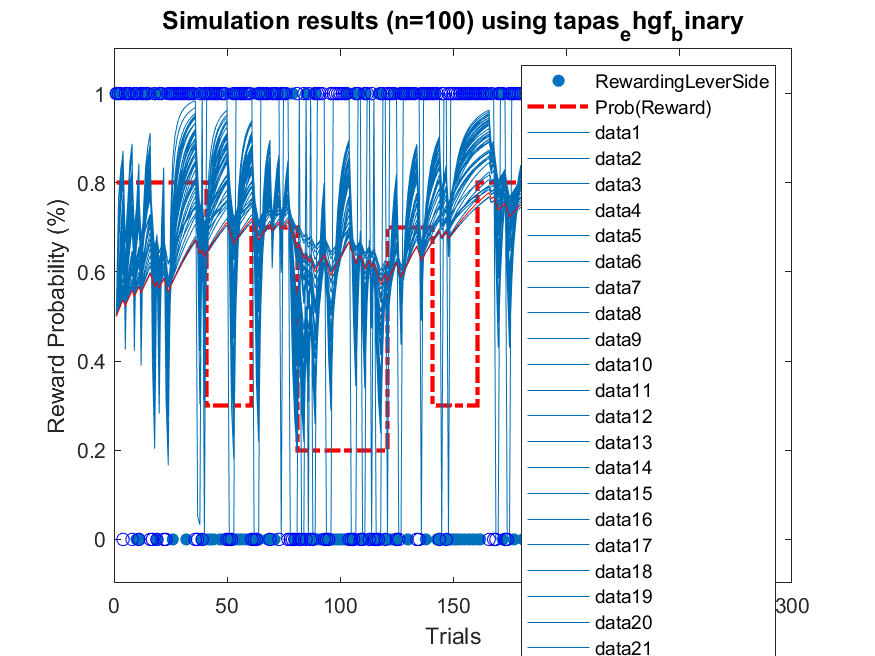 Simulation results (n=100) using tapas_ehgf_binary
RewardingLeverSide
Prob(Reward)
data1
data2
data3
data4
data5
data6
data7
data8
data9
data10
data11
data12
data13
data14
data15
data16
data17
data18
data19
data20
data21
Reward Probability (%)
1
0.8
0.6
0.4
0.2
0
0
50
100
150
300
Trials